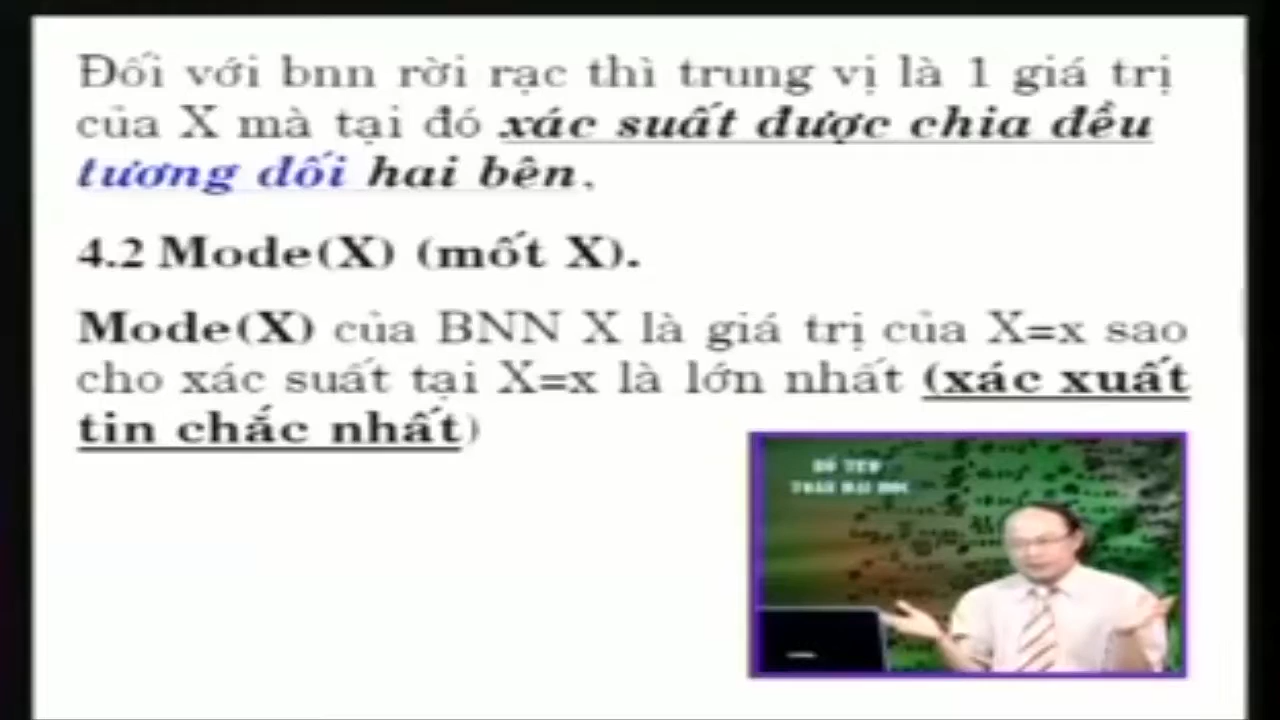 Đối với bnn rời rạc thì trung vị là 1 giá trị
của X mà tại đó xác suất được chia đều
tương đối hai bên.
4.2 Mode(X) (mốt X).
Mode(X) của BNN X là giá trị của X=x sao
cho xác suất tại X=x là lớn nhất (xác xuất
tin chắc nhất)